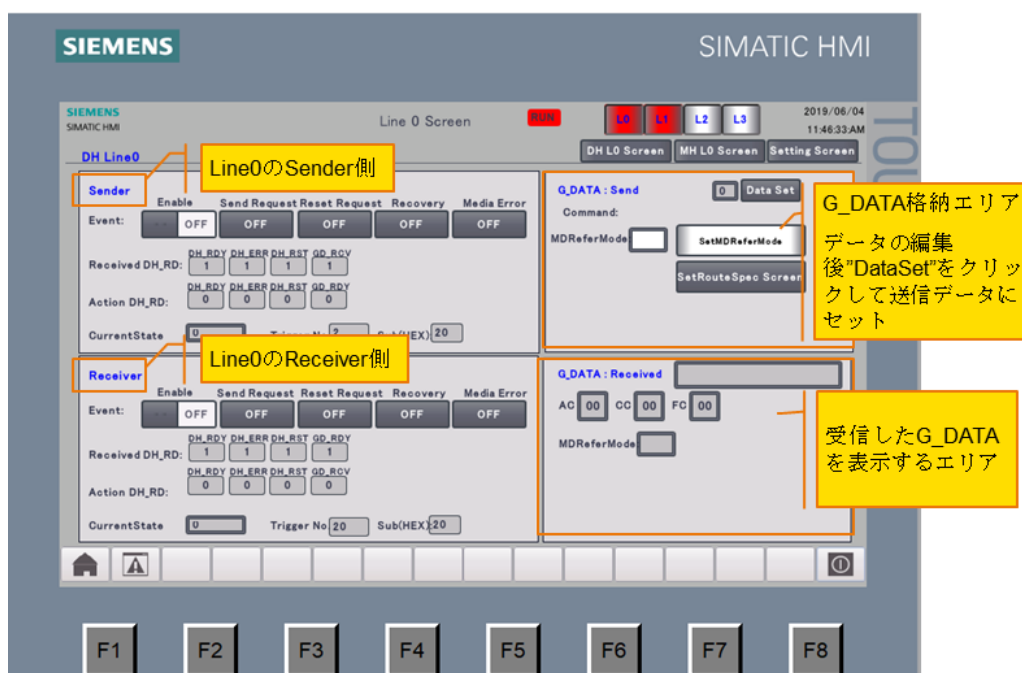 SIEMENS
SIMATIC HMI
SIEMENS
SIMATIC HMI
Line 0 Screen
RUN
L0
L1
L2
L3
2019/06/04
11:46:33:AM
TOU
DH Line0
DH L0 Screen
MH L0 Screen
Setting Screen
Line0のSender側
Sender
Enable
Send Request
Reset Request
Recovery
Media Error
Event:
OFF
OFF
OFF
OFF
OFF
Received DH_RD:
DH_RDY DH_ERR DH_RST GD_RCV
1 1 1 1
Action DH_RD:
DH_RDY DH_ERR DH_RST GD_RDY
0 0 0 0
CurrentState
0
2
20
G_DATA : Send
0
Data Set
Command:
MDReferMode
SetMDReferMode
SetRouteSpec Screen
G_DATA格納エリア
データの編集
後"DataSet"をクリッ
クして送信データに
セット
Line0のReceiver側
Receiver
Enable
Send Request
Reset Request
Recovery
Media Error
Event:
OFF
OFF
OFF
OFF
OFF
Received DH_RD:
DH_RDY DH_ERR DH_RST GD_RDY
1 1 1 1
Action DH_RD:
DH_RDY DH_ERR DH_RST GD_RCV
0 0 0 0
CurrentState
0
Trigger No
20
Sub(HEX)
20
G_DATA : Received
AC 00 CC 00 FC 00
MDReferMode
受信したG_DATA
を表示するエリア
F1
F2
F3
F4
F5
F6
F7
F8